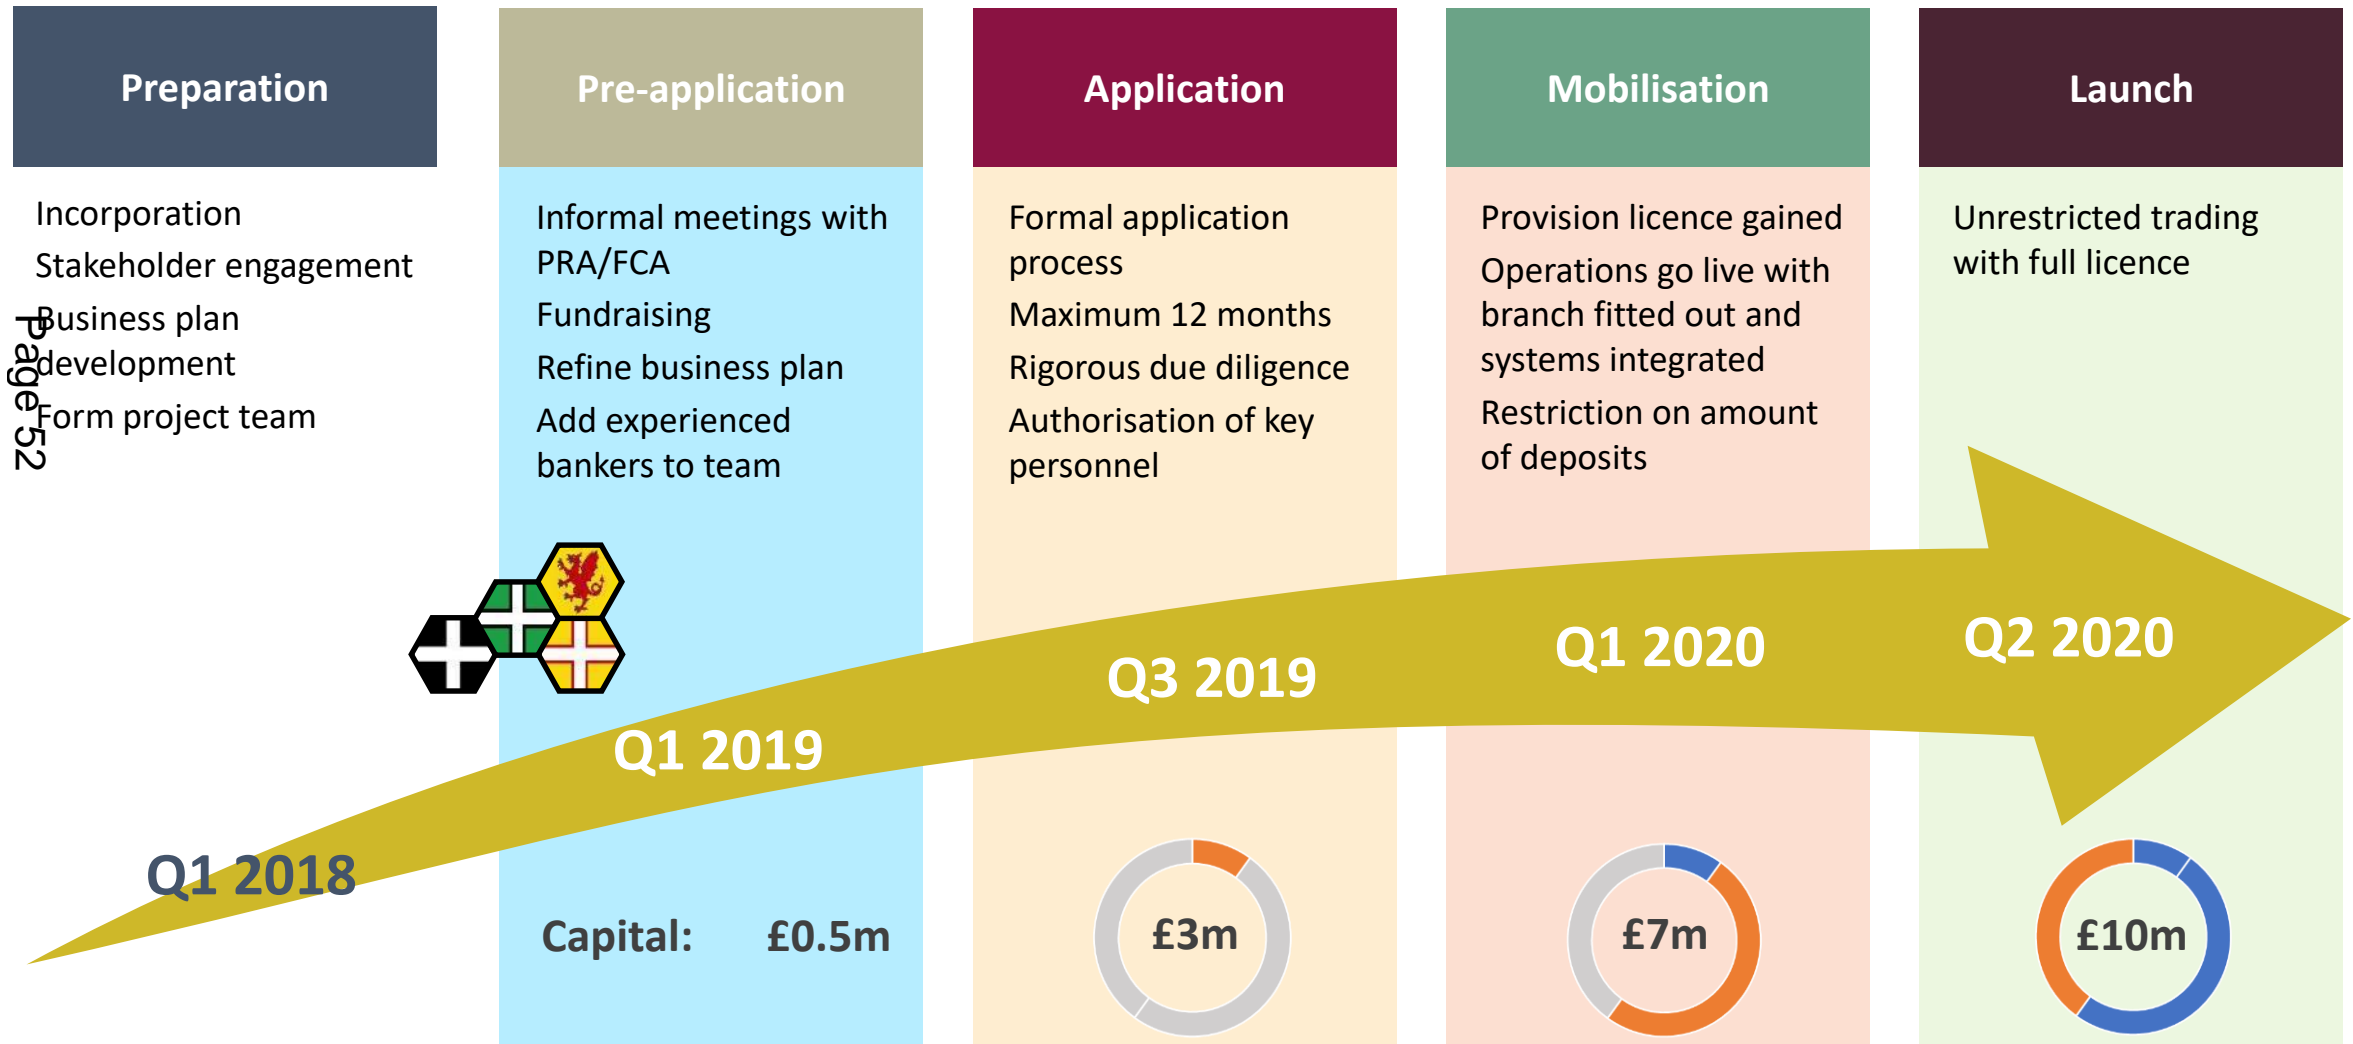 Preparation
Incorporation
Stakeholder engagement
Business plan
development
Form project team
Page 52
Pre-application
Informal meetings with
PRA/FCA
Fundraising
Refine business plan
Add experienced
bankers to team
Application
Formal application
process
Maximum 12 months
Rigorous due diligence
Authorisation of key
personnel
Mobilisation
Provision licence gained
Operations go live with
branch fitted out and
systems integrated
Restriction on amount
of deposits
Launch
Unrestricted trading
with full licence
Q1 2018
Q1 2019
Q3 2019
Q1 2020
Q2 2020
Capital: £0.5m
£3m
£7m
£10m